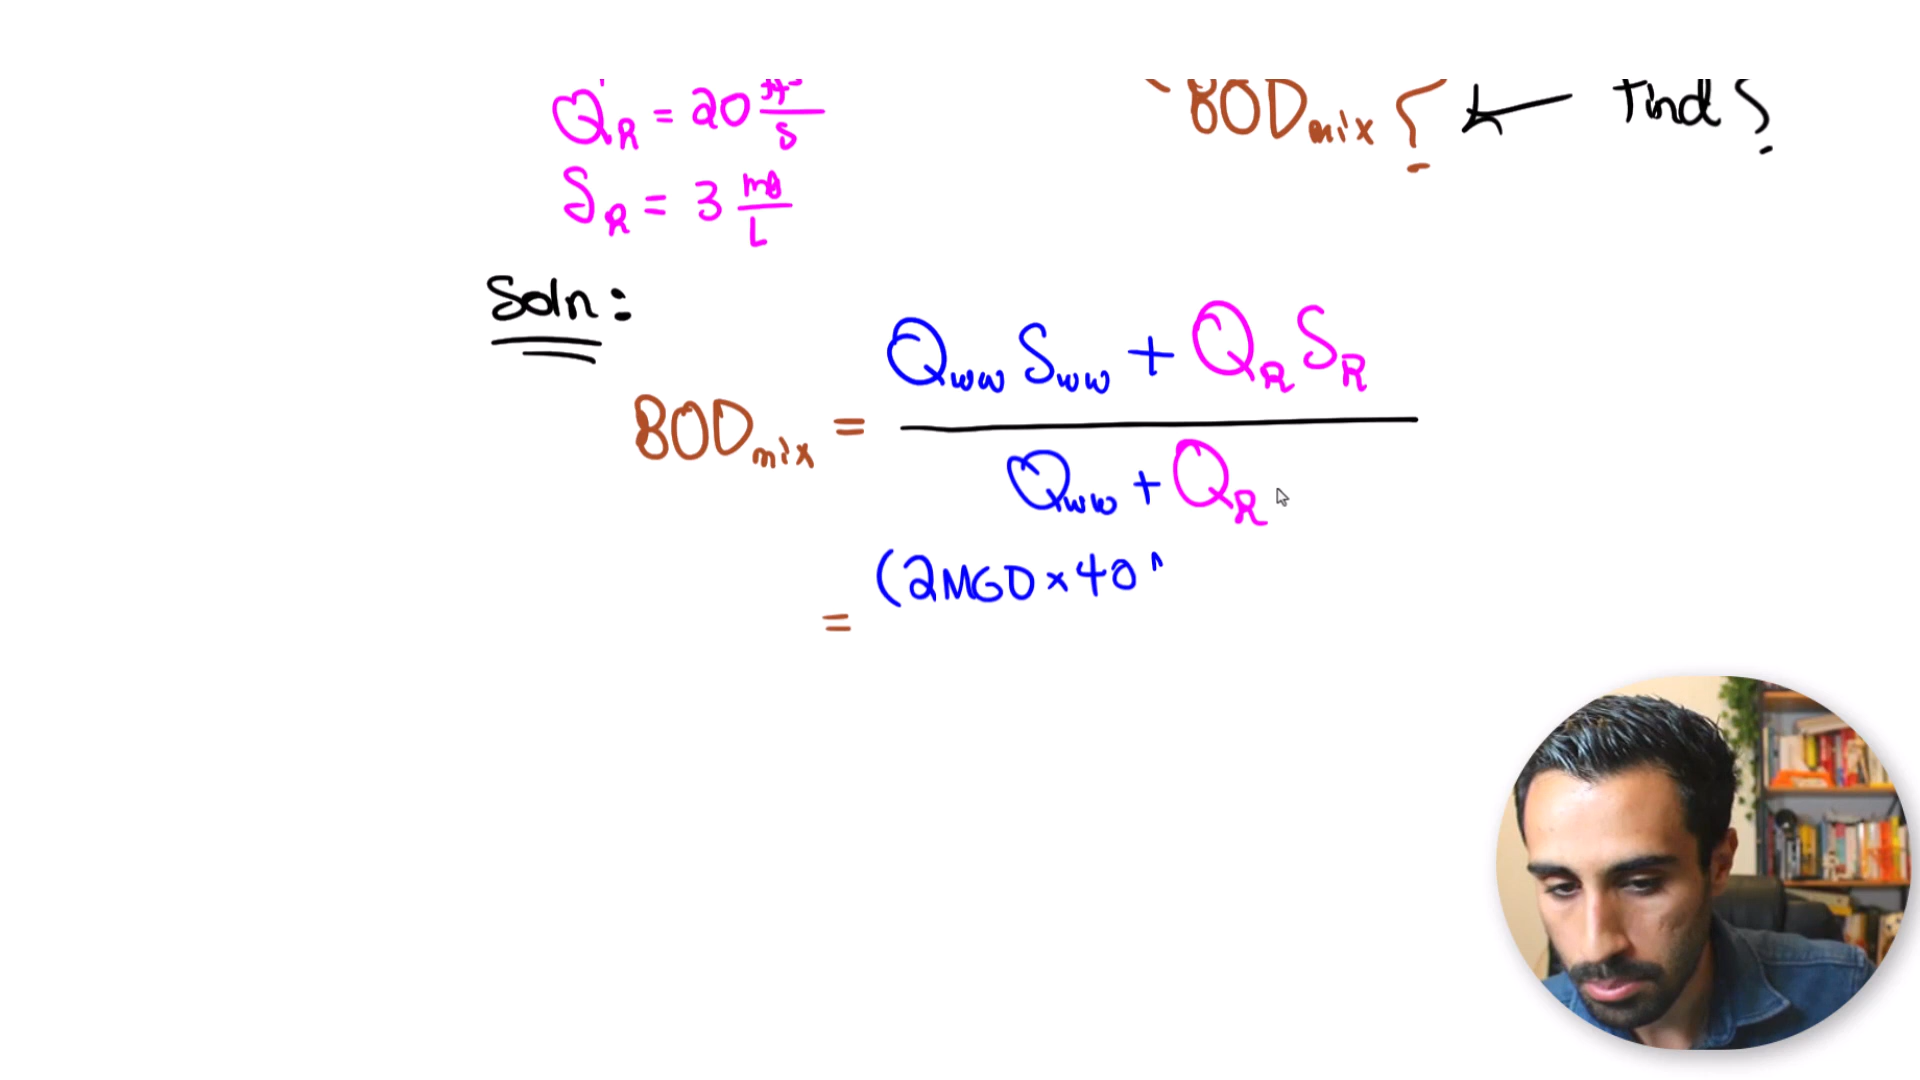 Q_R = 20 ft³/s
BOD_mix ? ← Find ?
S_R = 3 mg/L
Soln:
BOD_mix = (Q_ww S_ww + Q_R S_R) / (Q_ww + Q_R)
= (2MGD × 40